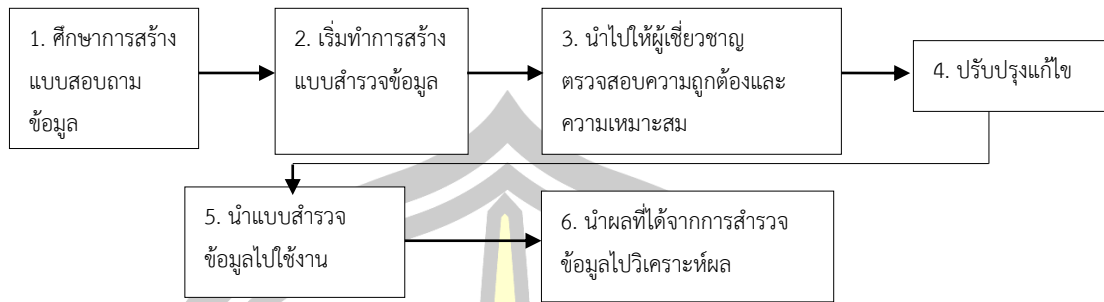 1. ศึกษาการสร้าง
แบบสอบถาม
ข้อมูล
2. เริ่มทำการสร้าง
แบบสำรวจข้อมูล
3. นำไปให้ผู้เชี่ยวชาญ
ตรวจสอบความถูกต้องและ
ความเหมาะสม
4. ปรับปรุงแก้ไข
5. นำแบบสำรวจ
ข้อมูลไปใช้งาน
6. นำผลที่ได้จากการสำรวจ
ข้อมูลไปวิเคราะห์ผล